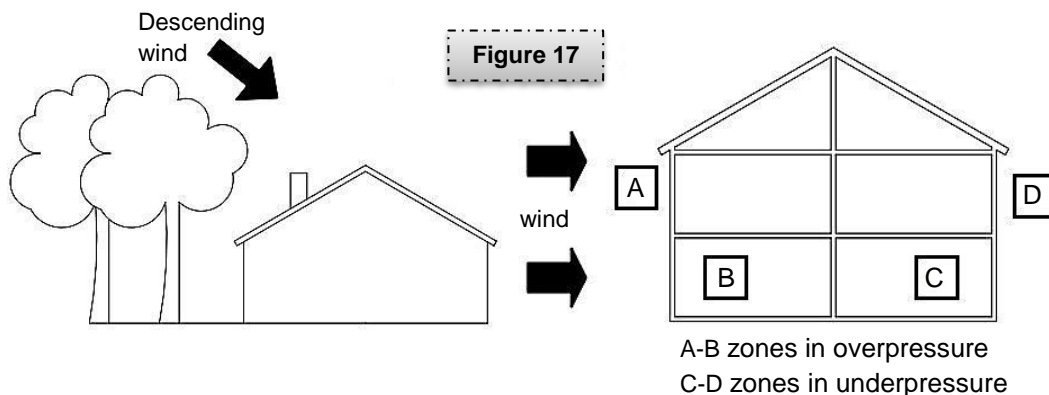 Descending
wind
Figure 17
A
D
wind
B
C
A-B zones in overpressure
C-D zones in underpressure